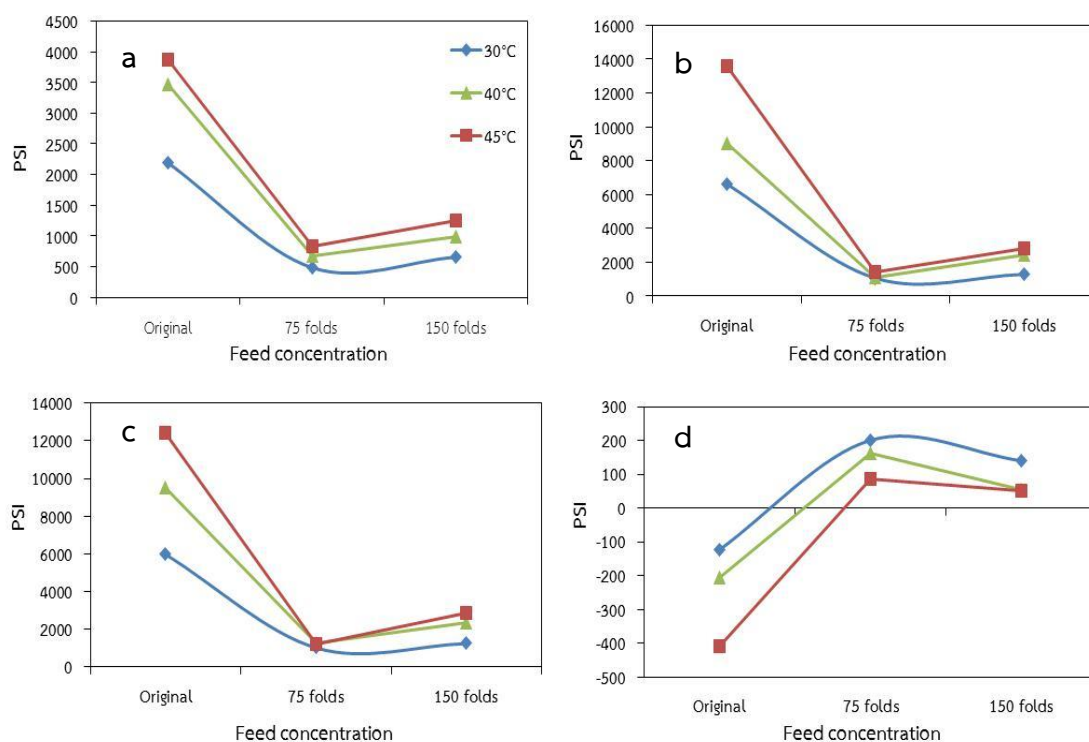 a
4500
4000
3500
3000
2500
2000
1500
1000
500
0
PSI
30°C
40°C
45°C
Original 75 folds 150 folds
Feed concentration
b
16000
14000
12000
10000
8000
6000
4000
2000
0
PSI
Original 75 folds 150 folds
Feed concentration
c
14000
12000
10000
8000
6000
4000
2000
0
PSI
Original 75 folds 150 folds
Feed concentration
d
300
200
100
0
-100
-200
-300
-400
-500
PSI
Original 75 folds 150 folds
Feed concentration